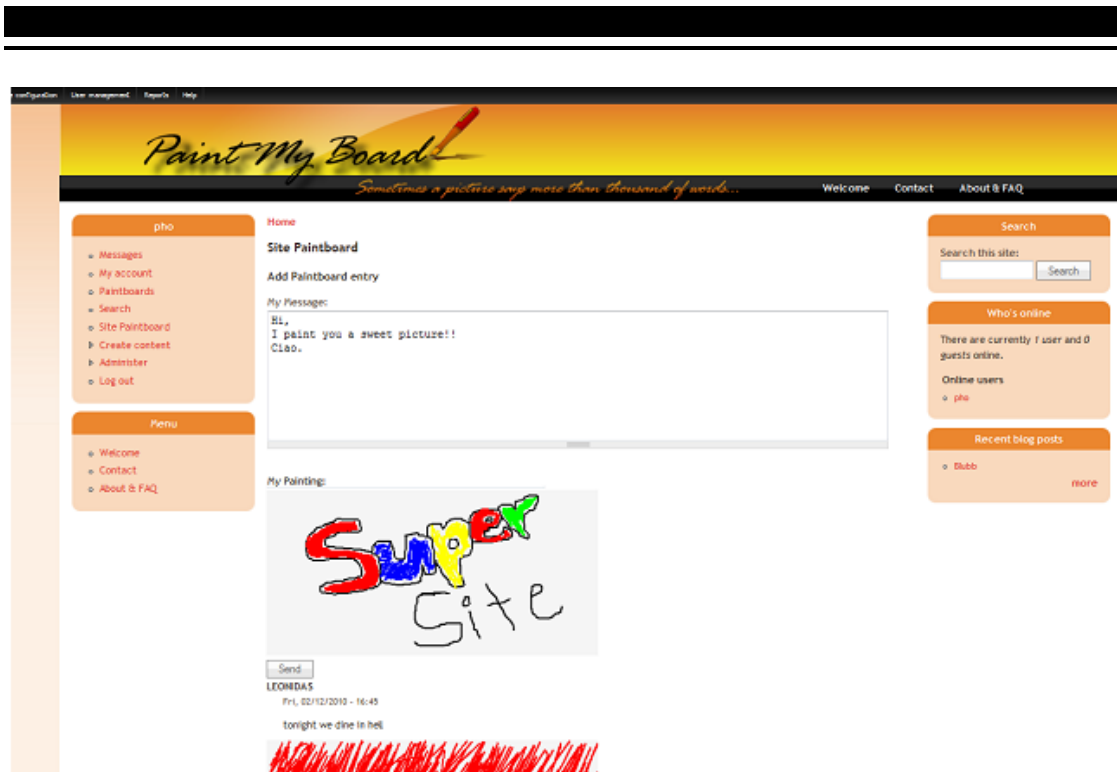 configuration User management Reports Help
Paint My Board
Sometimes a picture says more than thousand of words...
Welcome Contact About & FAQ
pho
Messages
My account
Paintboards
Search
Site Paintboard
Create content
Administer
Log out
Menu
Welcome
Contact
About & FAQ
Home
Site Paintboard
Add Paintboard entry
My Message:
Hi,
I paint you a sweet picture!!
Ciao.
My Painting:
Super
Site
Send
LEONIDAS
Fri, 02/12/2010 - 16:45
tonight we dine in hell
Search
Search this site:
Search
Who's online
There are currently 1 user and 0
guests online.
Online users
pho
Recent blog posts
Blubb
more